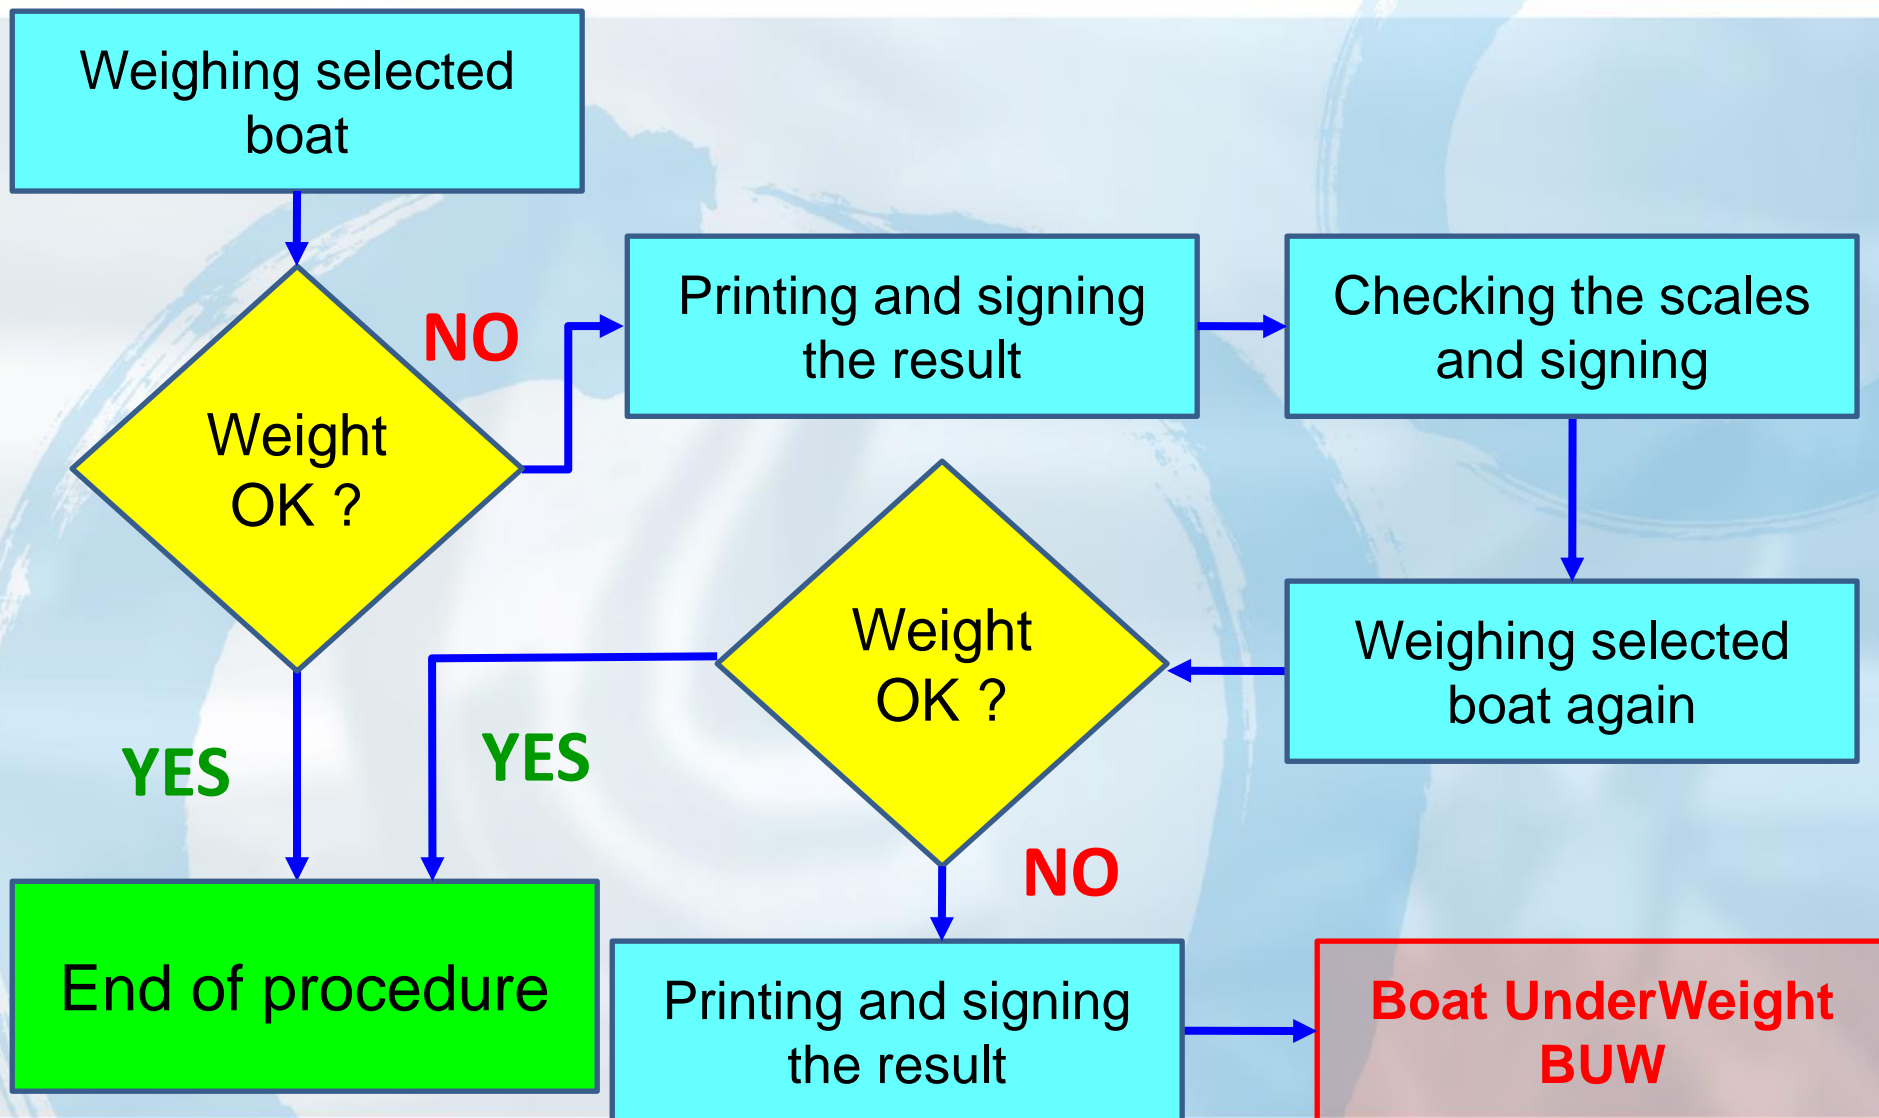 Weighing selected
boat
NO
Printing and signing
the result
Checking the scales
and signing
Weight
OK ?
Weight
OK ?
Weighing selected
boat again
YES
YES
NO
End of procedure
Printing and signing
the result
Boat UnderWeight
BUW